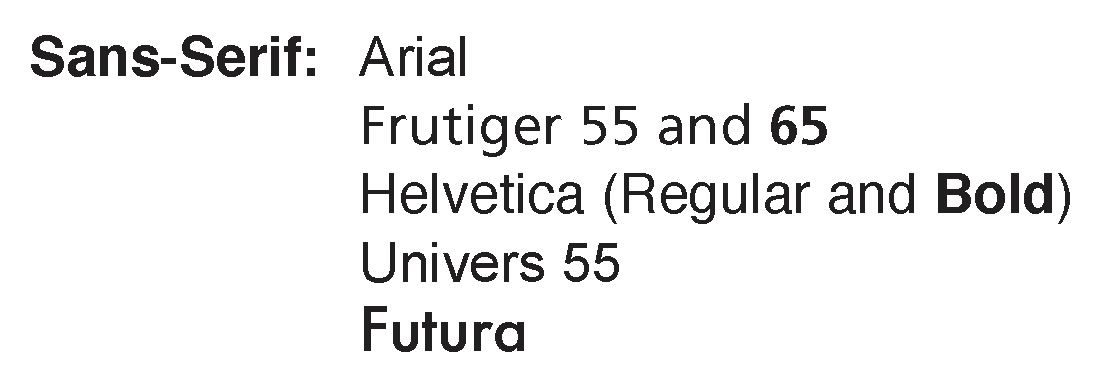 Sans-Serif: Arial
Frutiger 55 and 65
Helvetica (Regular and Bold)
Univers 55
Futura